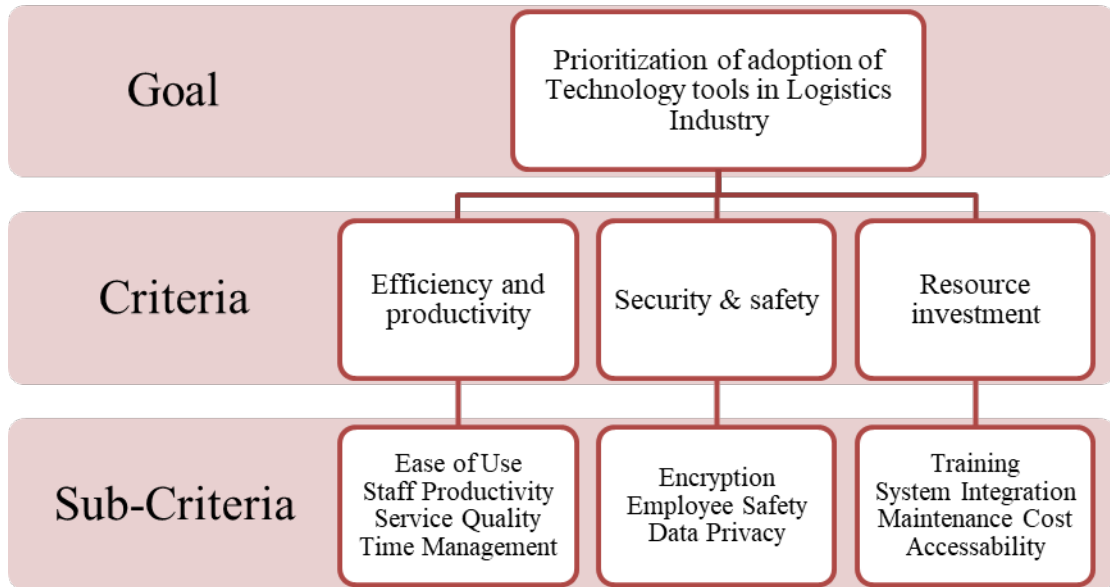 Goal
Prioritization of adoption of
Technology tools in Logistics
Industry
Criteria
Efficiency and
productivity
Security & safety
Resource
investment
Sub-Criteria
Ease of Use
Staff Productivity
Service Quality
Time Management
Encryption
Employee Safety
Data Privacy
Training
System Integration
Maintenance Cost
Accessability